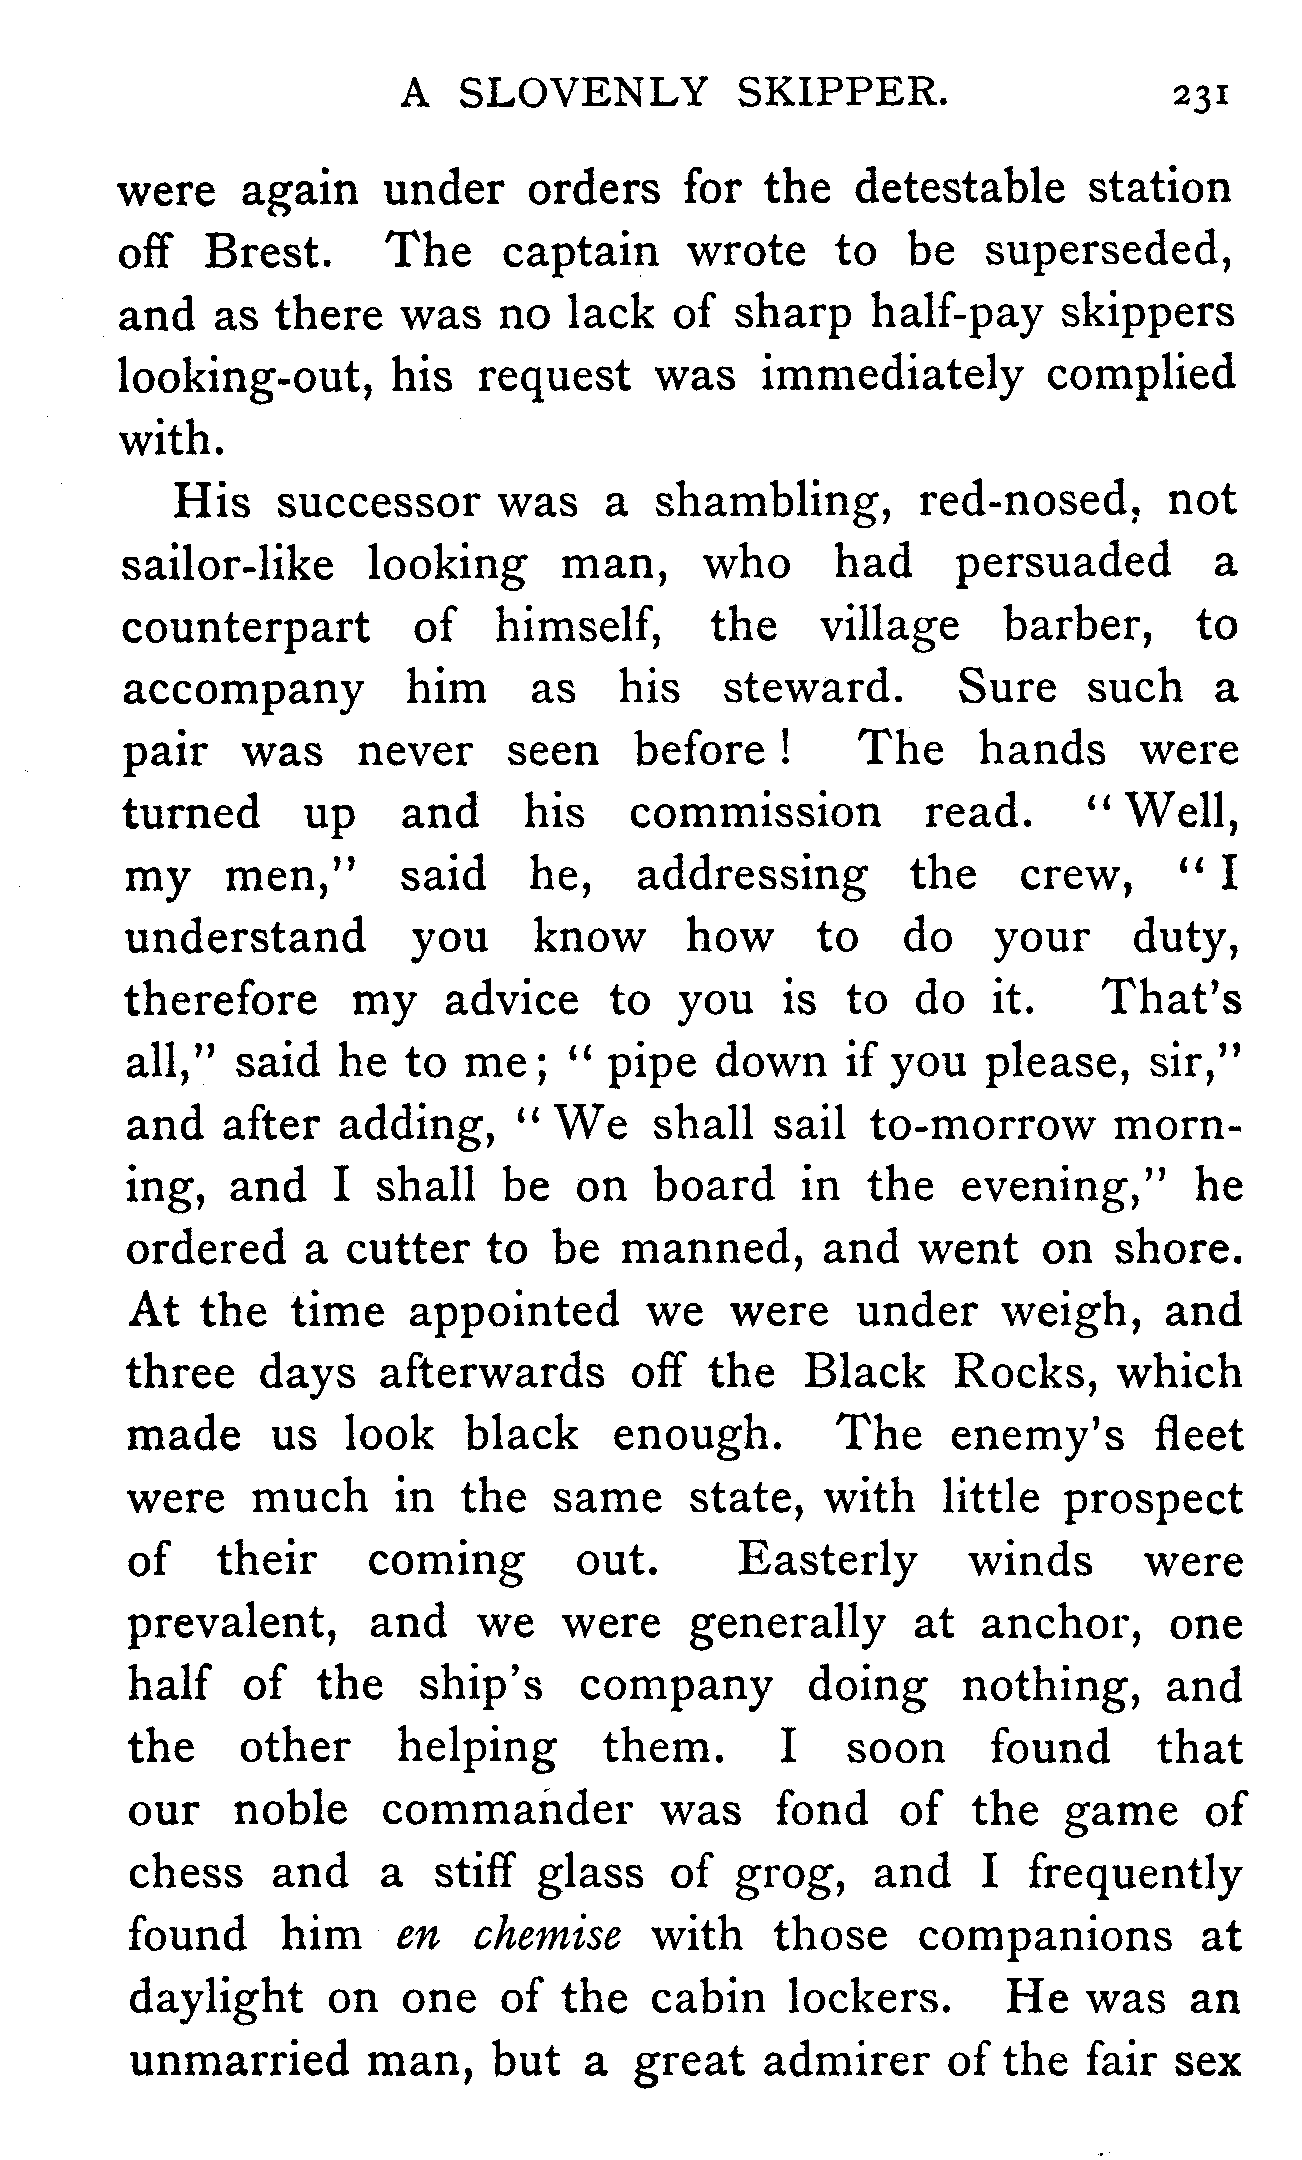 A SLOVENLY SKIPPER. 231
were again under orders for the detestable station
off Brest. The captain wrote to be superseded,
and as there was no lack of sharp half-pay skippers
looking-out, his request was immediately complied
with.
His successor was a shambling, red-nosed, not
sailor-like looking man, who had persuaded a
counterpart of himself, the village barber, to
accompany him as his steward. Sure such a
pair was never seen before ! The hands were
turned up and his commission read. " Well,
my men," said he, addressing the crew, " I
understand you know how to do your duty,
therefore my advice to you is to do it. That's
all," said he to me ; " pipe down if you please, sir,"
and after adding, " We shall sail to-morrow morn-
ing, and I shall be on board in the evening," he
ordered a cutter to be manned, and went on shore.
At the time appointed we were under weigh, and
three days afterwards off the Black Rocks, which
made us look black enough. The enemy's fleet
were much in the same state, with little prospect
of their coming out. Easterly winds were
prevalent, and we were generally at anchor, one
half of the ship's company doing nothing, and
the other helping them. I soon found that
our noble commander was fond of the game of
chess and a stiff glass of grog, and I frequently
found him en chemise with those companions at
daylight on one of the cabin lockers. He was an
unmarried man, but a great admirer of the fair sex